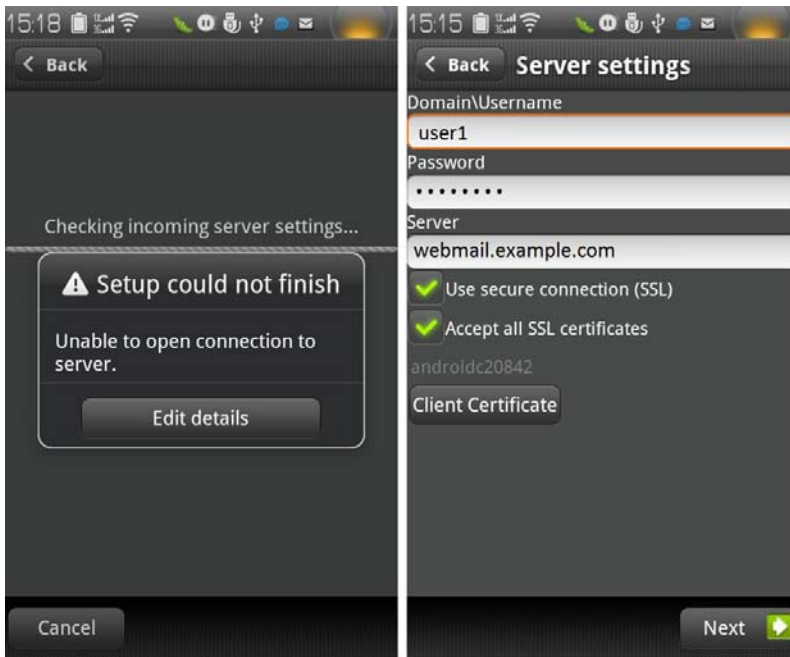 15:18
Back
Checking incoming server settings...
Setup could not finish
Unable to open connection to
server.
Edit details
Cancel
15:15
Back Server settings
Domain\Username
user1
Password
••••••••
Server
webmail.example.com
Use secure connection (SSL)
Accept all SSL certificates
androidc20842
Client Certificate
Next